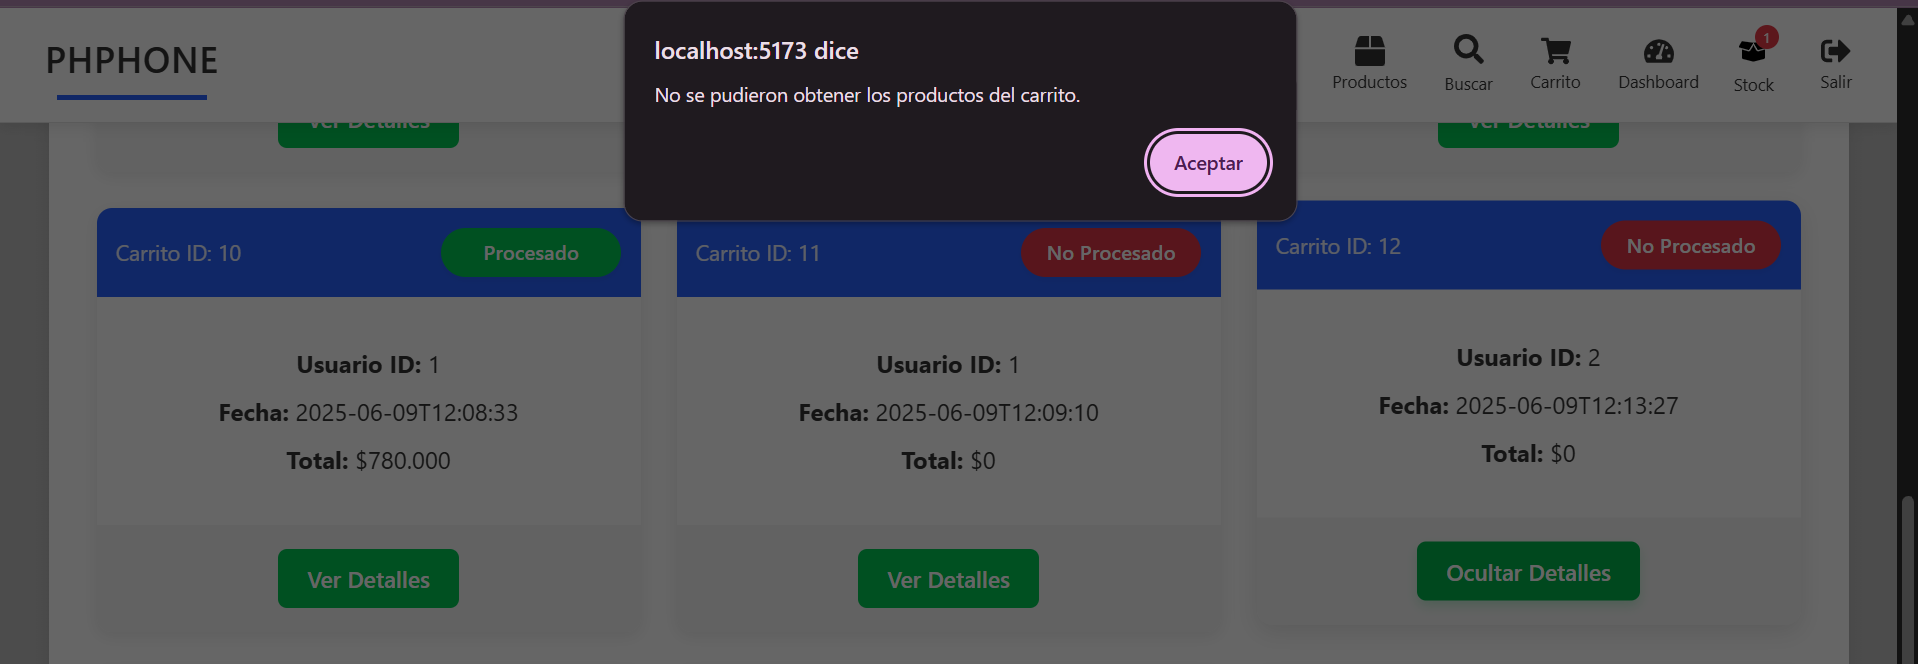 localhost:5173 dice
No se pudieron obtener los productos del carrito.
Aceptar
PHPHONE
Productos
Buscar
Carrito
Dashboard
1
Stock
Salir
Ver Detalles
Ver Detalles
Carrito ID: 10
Procesado
Usuario ID: 1
Fecha: 2025-06-09T12:08:33
Total: $780.000
Ver Detalles
Carrito ID: 11
No Procesado
Usuario ID: 1
Fecha: 2025-06-09T12:09:10
Total: $0
Ver Detalles
Carrito ID: 12
No Procesado
Usuario ID: 2
Fecha: 2025-06-09T12:13:27
Total: $0
Ocultar Detalles